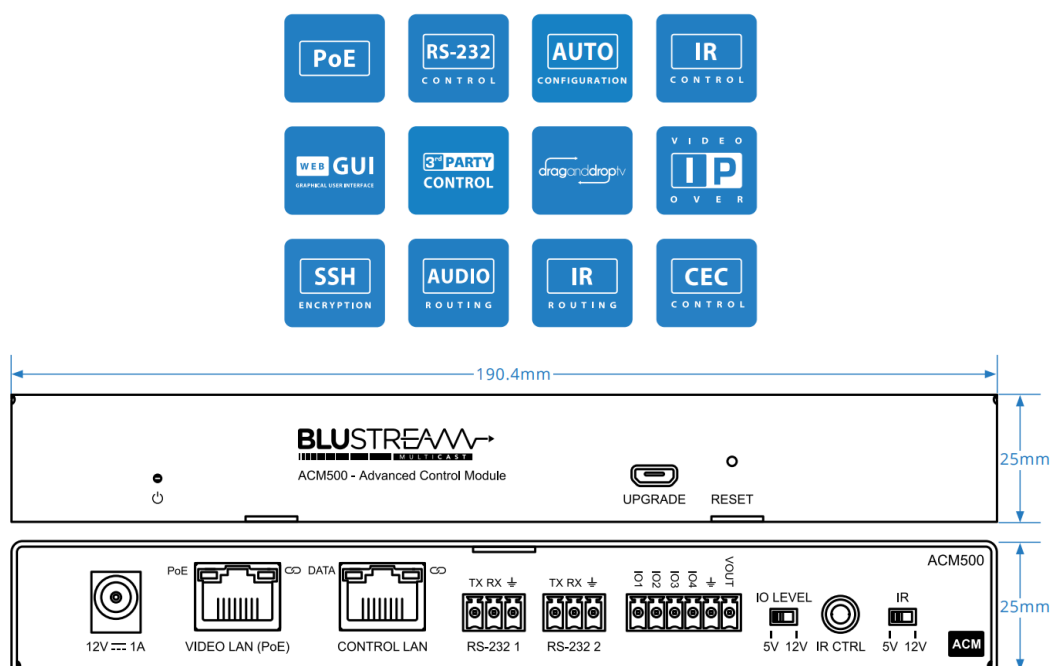 PoE
RS-232
CONTROL
AUTO
CONFIGURATION
IR
CONTROL
WEB GUI
GRAPHICAL USER INTERFACE
3rd PARTY
CONTROL
draganddroptv
VIDEO
IP
OVER
SSH
ENCRYPTION
AUDIO
ROUTING
IR
ROUTING
CEC
CONTROL
190.4mm
BLUSTREAM
MULTICAST
ACM500 - Advanced Control Module
UPGRADE
RESET
25mm
ACM500
PoE
DATA
TX RX
TX RX
IO1
IO2
IO3
IO4
VOUT
IO LEVEL
IR
25mm
12V 1A
VIDEO LAN (PoE)
CONTROL LAN
RS-232 1
RS-232 2
5V 12V
IR CTRL
5V 12V
ACM